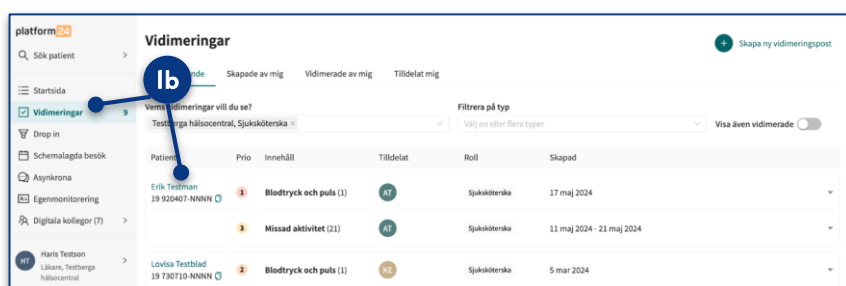 platform24
Sök patient
Startsida
Vidimeringar 9
Drop in
Schemalagda besök
Asynkrona
Egenmonitorering
Digitala kollegor (7)
HT Haris Testson
Läkare, Testberga
hälsocentral
Vidimeringar
Skapa ny vidimeringspost
Skapade av mig Vidimerade av mig Tilldelat mig
1b
Vems vidimeringar vill du se? Filtrera på typ
Testberga hälsocentral, Sjuksköterska × Välj en eller flera typer Visa även vidimerade
Patient Prio Innehåll Tilldelat Roll Skapad
Erik Testman
19 920407-NNNN 1 Blodtryck och puls (1) AT Sjuksköterska 17 maj 2024
3 Missad aktivitet (21) AT Sjuksköterska 11 maj 2024 - 21 maj 2024
Lovisa Testblad
19 730710-NNNN 2 Blodtryck och puls (1) KE Sjuksköterska 5 mar 2024